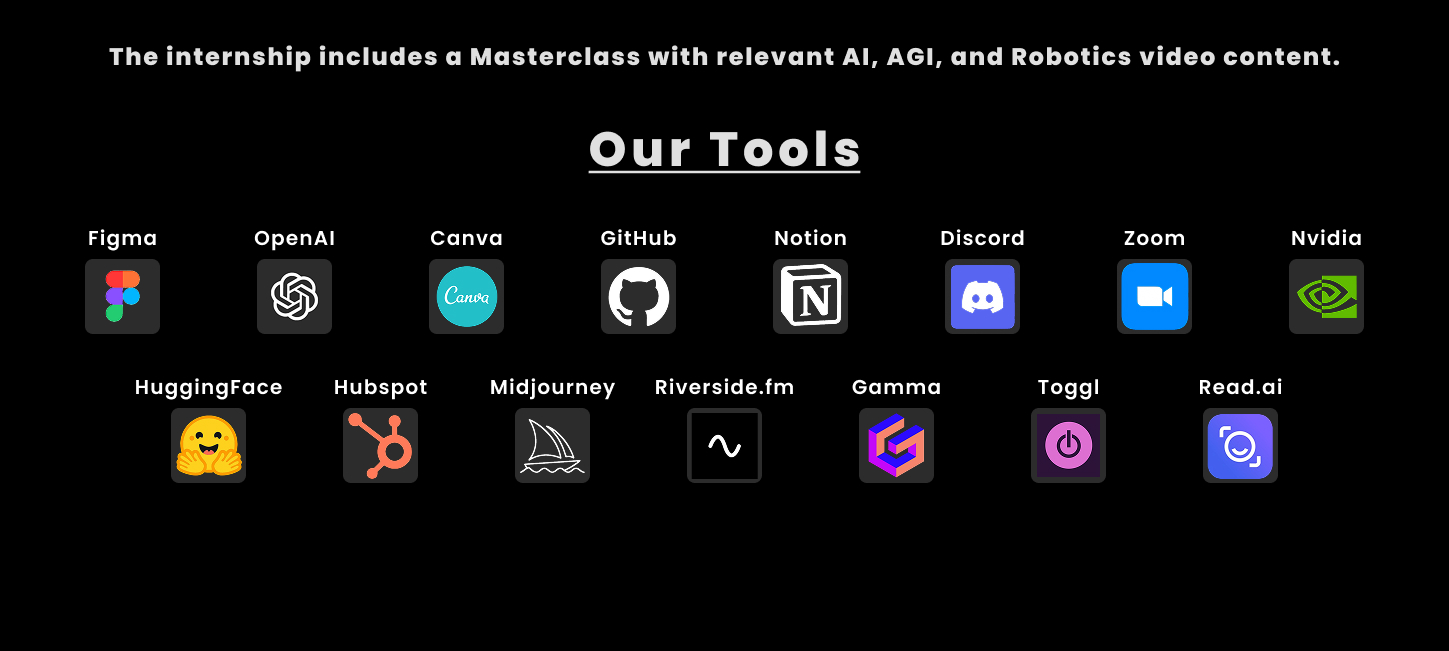 The internship includes a Masterclass with relevant AI, AGI, and Robotics video content.
Our Tools
Figma OpenAI Canva GitHub Notion Discord Zoom Nvidia
Canva N
HuggingFace Hubspot Midjourney Riverside.fm Gamma Toggl Read.ai